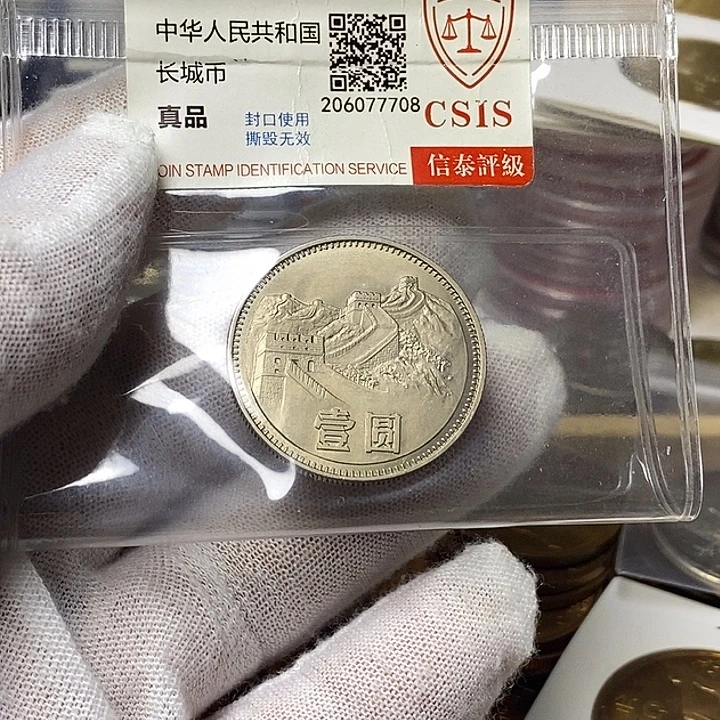 中华人民共和国
长城币
真品
封口使用
撕毁无效
206077708
CSIS
OIN STAMP IDENTIFICATION SERVICE
信泰評級
壹圆